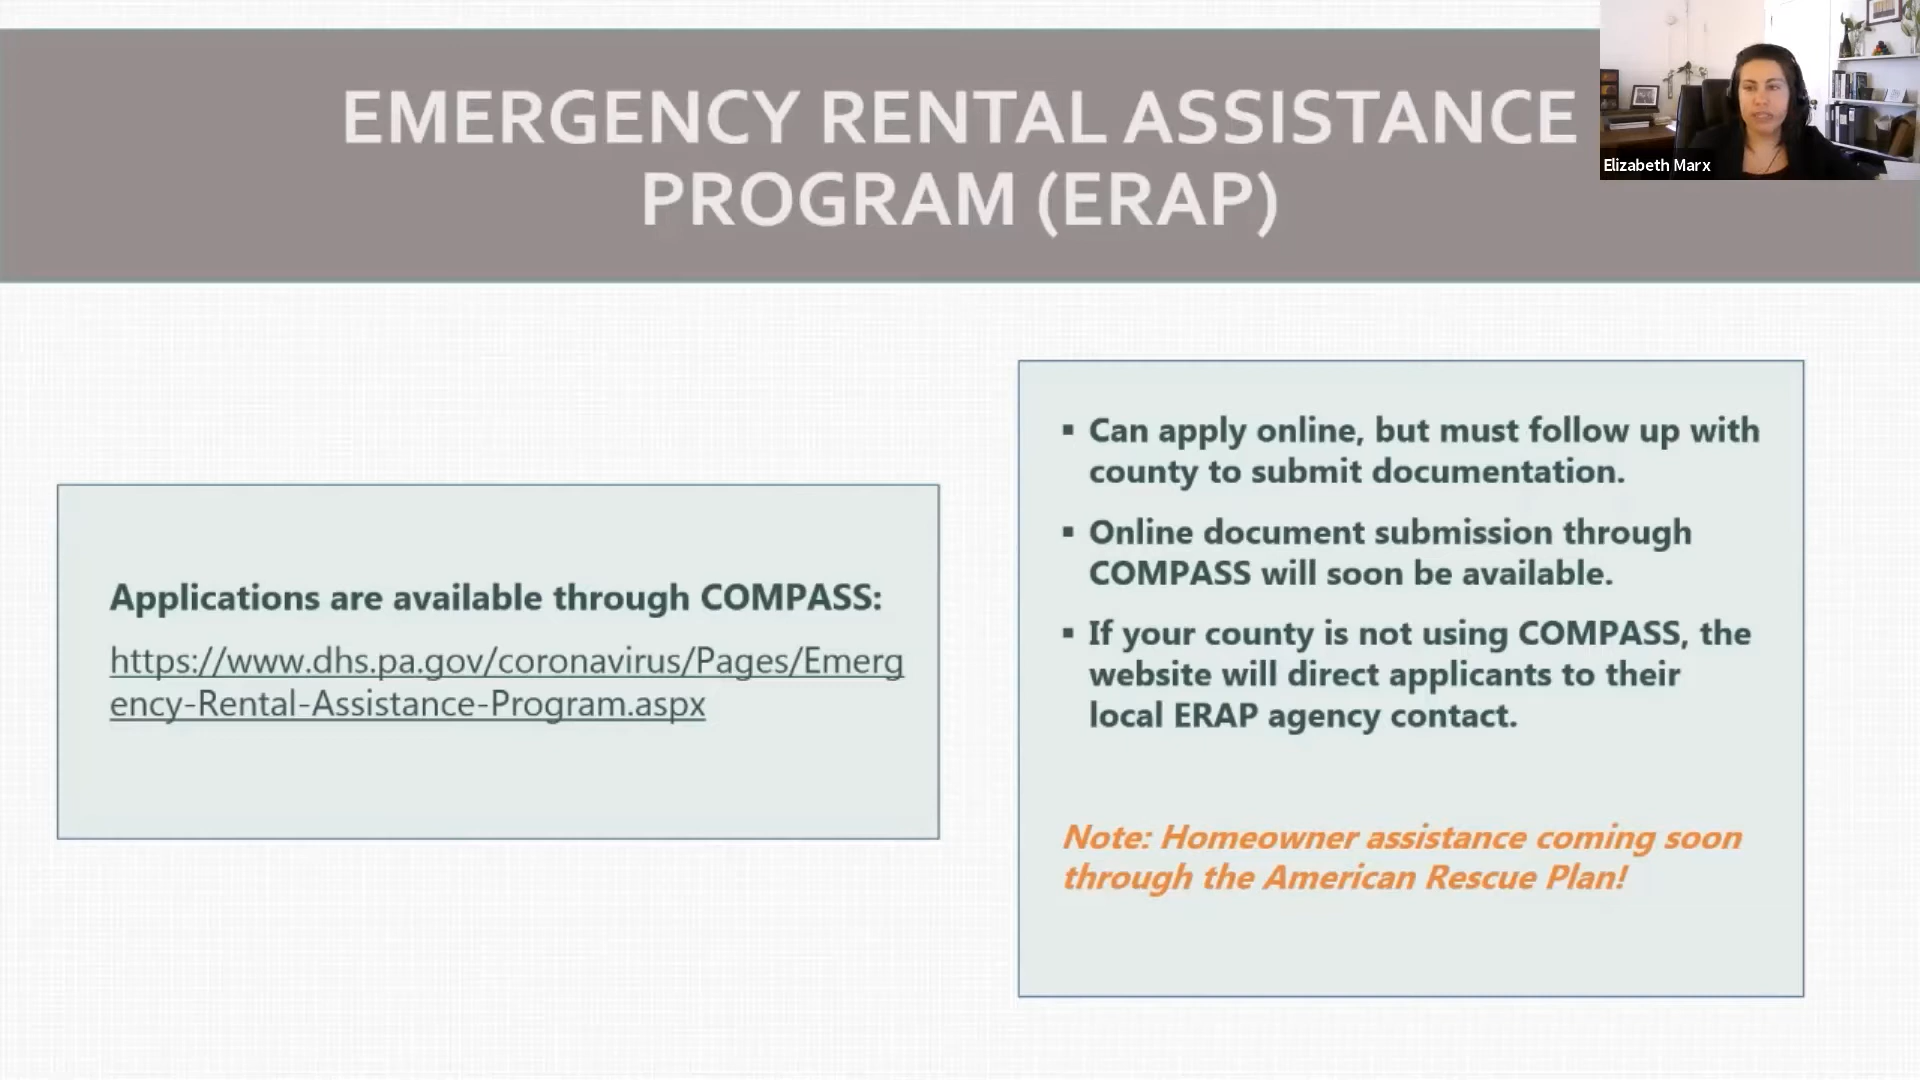 EMERGENCY RENTAL ASSISTANCE
PROGRAM (ERAP)
Elizabeth Marx
Applications are available through COMPASS:
https://www.dhs.pa.gov/coronavirus/Pages/Emerg
ency-Rental-Assistance-Program.aspx
▪ Can apply online, but must follow up with
county to submit documentation.
▪ Online document submission through
COMPASS will soon be available.
▪ If your county is not using COMPASS, the
website will direct applicants to their
local ERAP agency contact.
Note: Homeowner assistance coming soon
through the American Rescue Plan!